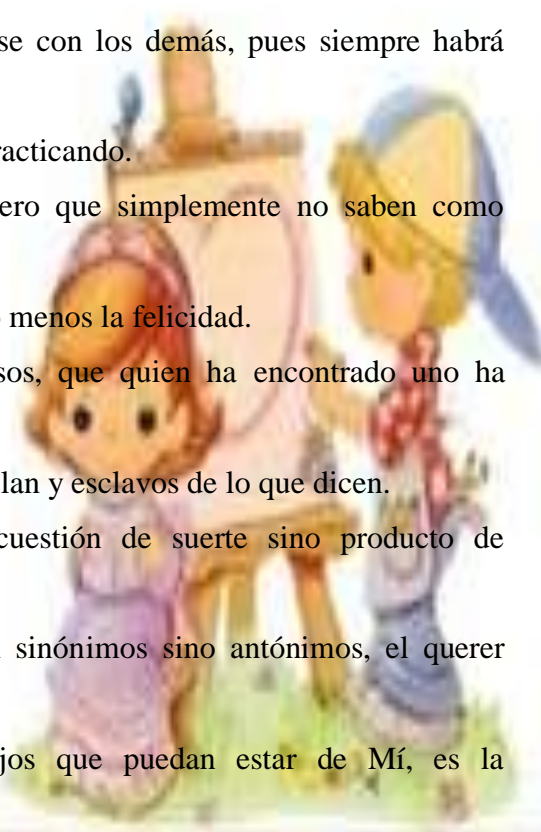 se con los demás, pues siempre habrá
racticando.
ero que simplemente no saben como
menos la felicidad.
sos, que quien ha encontrado uno ha
lan y esclavos de lo que dicen.
cuestión de suerte sino producto de
sinónimos sino antónimos, el querer
jos que puedan estar de Mí, es la